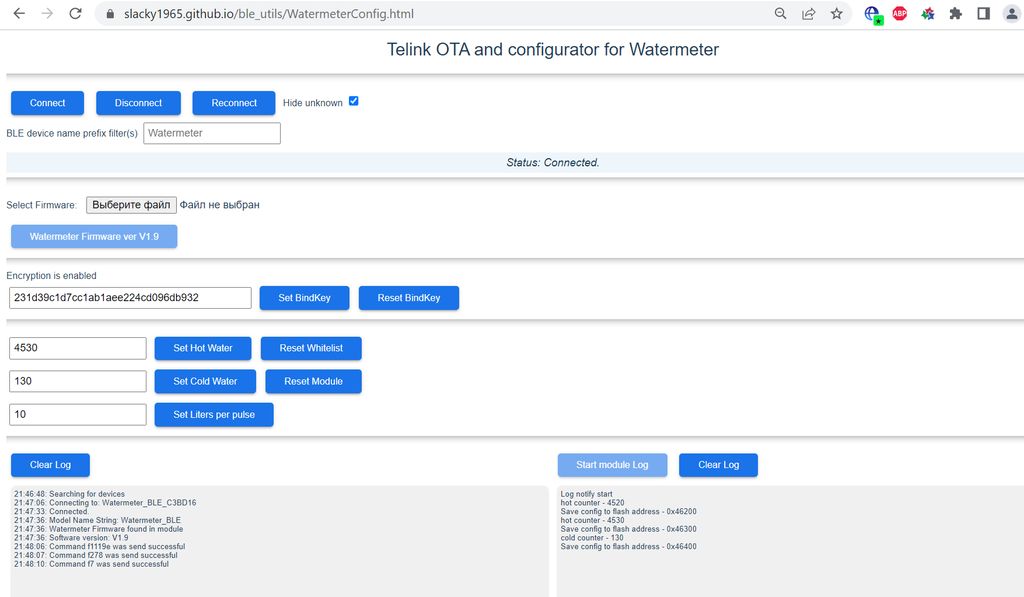 slacky1965.github.io/ble_utils/WatermeterConfig.html
ABP
Telink OTA and configurator for Watermeter
Connect Disconnect Reconnect Hide unknown
BLE device name prefix filter(s) Watermeter
Status: Connected.
Select Firmware: Выберите файл Файл не выбран
Watermeter Firmware ver V1.9
Encryption is enabled
231d39c1d7cc1ab1aee224cd096db932 Set BindKey Reset BindKey
4530 Set Hot Water Reset Whitelist
130 Set Cold Water Reset Module
10 Set Liters per pulse
Clear Log
21:46:48: Searching for devices
21:47:06: Connecting to: Watermeter_BLE_C3BD16
21:47:33: Connected.
21:47:36: Model Name String: Watermeter_BLE
21:47:36: Watermeter Firmware found in module
21:47:36: Software version: V1.9
21:48:06: Command f1119e was send successful
21:48:07: Command f278 was send successful
21:48:10: Command f7 was send successful
Start module Log Clear Log
Log notify start
hot counter - 4520
Save config to flash address - 0x46200
hot counter - 4530
Save config to flash address - 0x46300
cold counter - 130
Save config to flash address - 0x46400